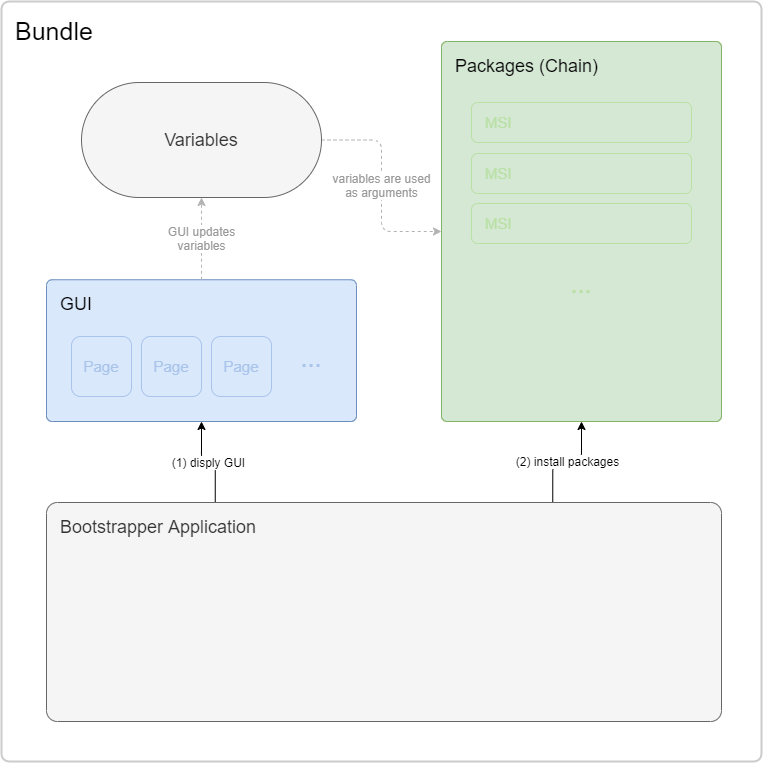 Bundle
Variables
variables are used
as arguments
GUI updates
variables
Packages (Chain)
MSI
MSI
MSI
...
GUI
Page
Page
Page
...
(1) disply GUI
(2) install packages
Bootstrapper Application